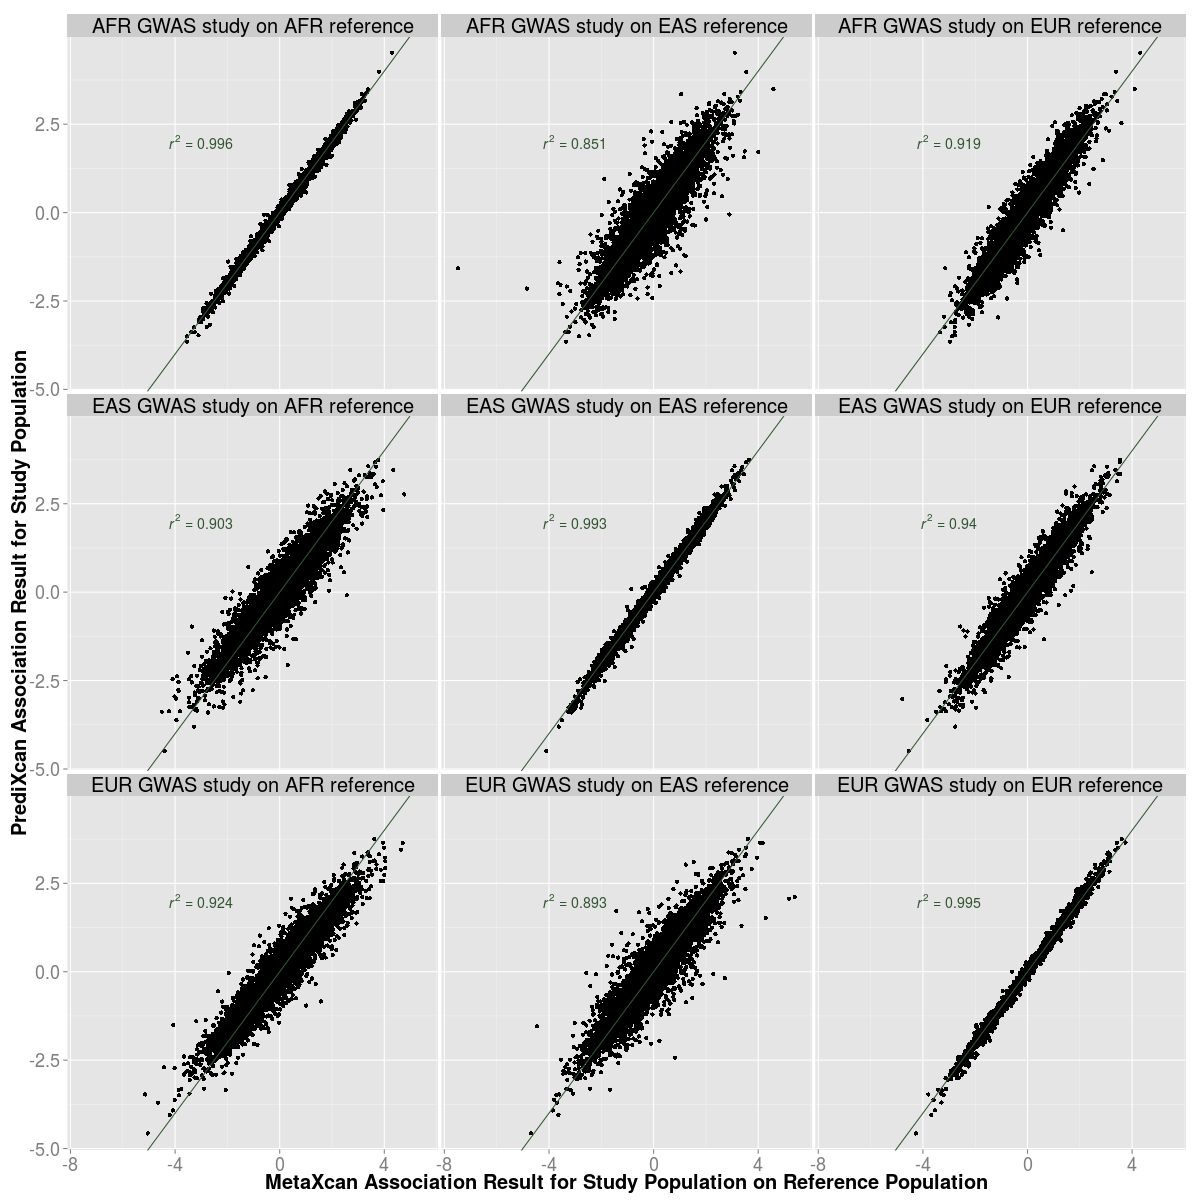 AFR GWAS study on AFR reference
AFR GWAS study on EAS reference
AFR GWAS study on EUR reference
2.5
0.0
-2.5
-5.0
r² = 0.996
r² = 0.851
r² = 0.919
EAS GWAS study on AFR reference
EAS GWAS study on EAS reference
EAS GWAS study on EUR reference
2.5
0.0
-2.5
-5.0
r² = 0.903
r² = 0.993
r² = 0.94
EUR GWAS study on AFR reference
EUR GWAS study on EAS reference
EUR GWAS study on EUR reference
2.5
0.0
-2.5
-5.0
r² = 0.924
r² = 0.893
r² = 0.995
-8 -4 0 4
-8 -4 0 4
-8 -4 0 4
PrediXcan Association Result for Study Population
MetaXcan Association Result for Study Population on Reference Population